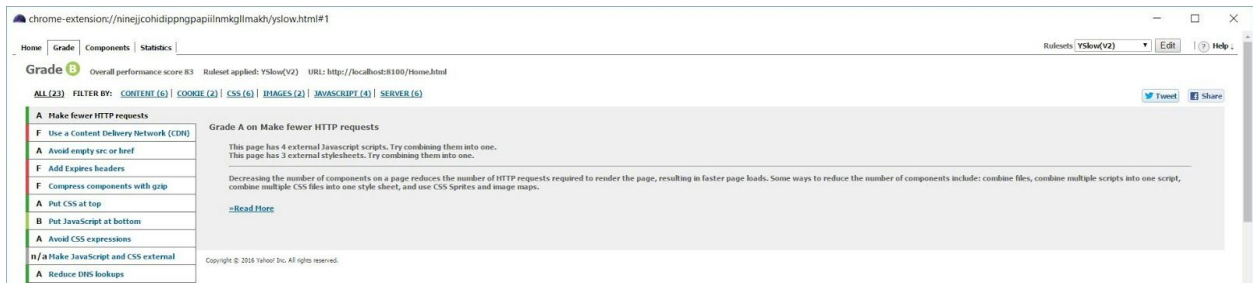 chrome-extension://ninejjcohidippngpapiilnmkgllmakh/yslow.html#1
Home Grade Components Statistics Rulesets YSlow(V2) Edit ? Help ↓
Grade B Overall performance score 83 Ruleset applied: YSlow(V2) URL: http://localhost:8100/Home.html
ALL (23) FILTER BY: CONTENT (6) | COOKIE (2) | CSS (6) | IMAGES (2) | JAVASCRIPT (4) | SERVER (6)
Tweet Share
A Make fewer HTTP requests
F Use a Content Delivery Network (CDN)
A Avoid empty src or href
F Add Expires headers
F Compress components with gzip
A Put CSS at top
B Put JavaScript at bottom
A Avoid CSS expressions
n/a Make JavaScript and CSS external
A Reduce DNS lookups
Grade A on Make fewer HTTP requests
This page has 4 external Javascript scripts. Try combining them into one.
This page has 3 external stylesheets. Try combining them into one.
Decreasing the number of components on a page reduces the number of HTTP requests required to render the page, resulting in faster page loads. Some ways to reduce the number of components include: combine files, combine multiple scripts into one script,
combine multiple CSS files into one style sheet, and use CSS Sprites and image maps.
»Read More
Copyright © 2016 Yahoo! Inc. All rights reserved.